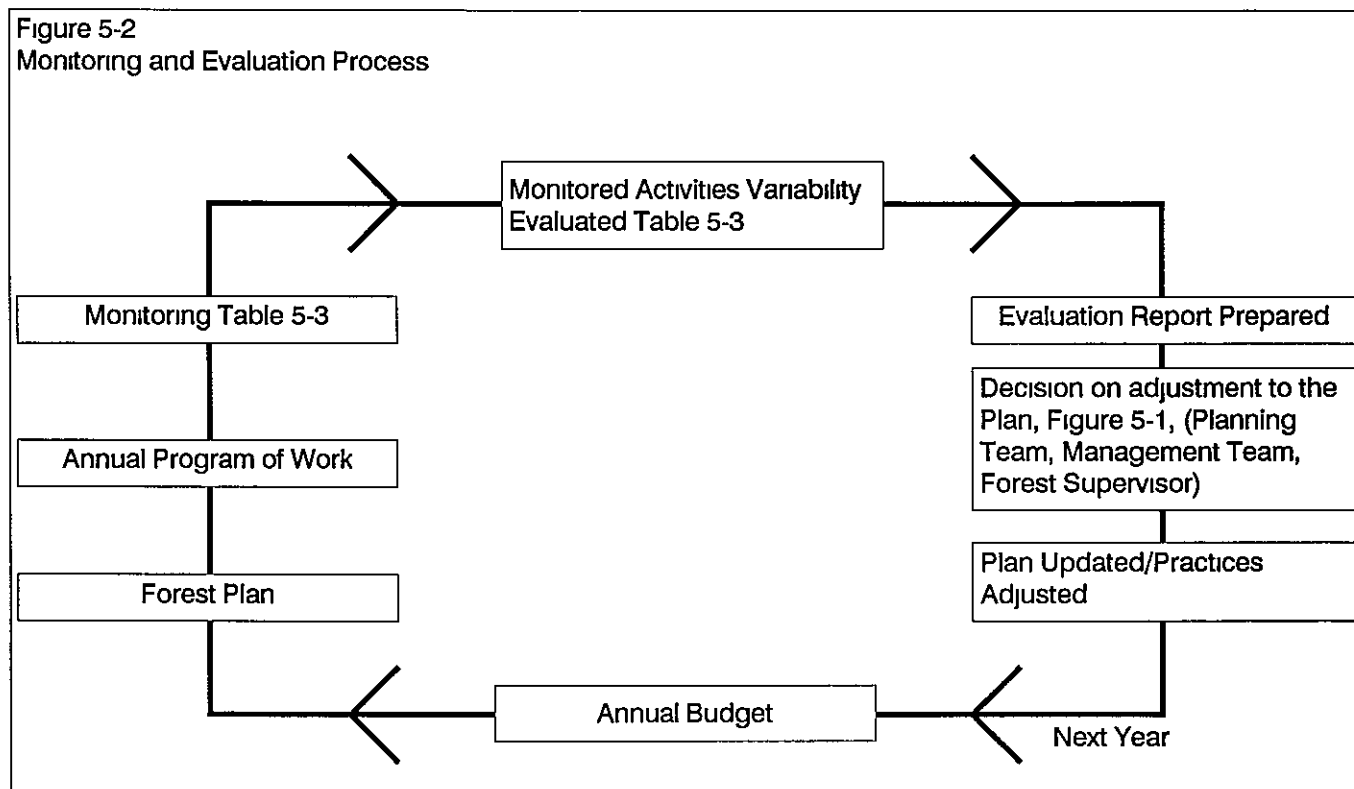 Figure 5-2
Monitoring and Evaluation Process
Monitored Activities Variability
Evaluated Table 5-3
Monitoring Table 5-3
Evaluation Report Prepared
Decision on adjustment to the
Plan, Figure 5-1, (Planning
Team, Management Team,
Forest Supervisor)
Annual Program of Work
Forest Plan
Plan Updated/Practices
Adjusted
Annual Budget
Next Year